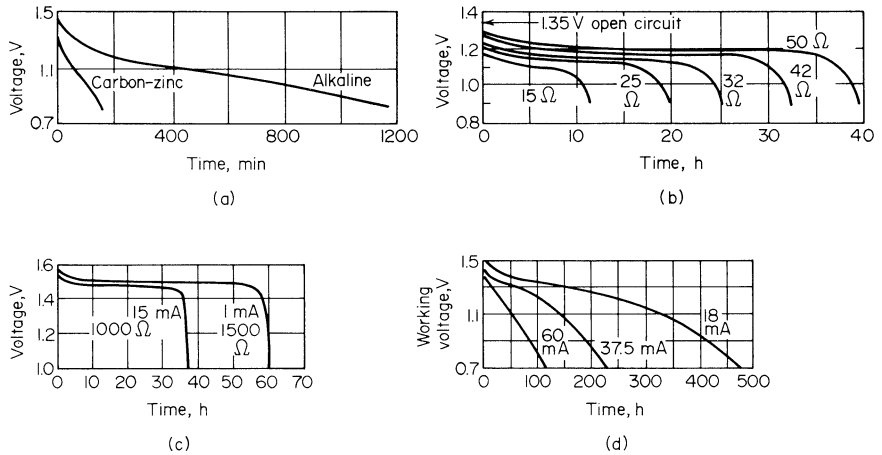 1.5
1.1
0.7
Voltage,V
Carbon-zinc
Alkaline
0 400 800 1200
Time, min
(a)
1.4
1.2
1.0
0.8
Voltage,V
1.35 V open circuit
50 Ω
15 Ω
25 Ω
32 Ω
42 Ω
0 10 20 30 40
Time, h
(b)
1.6
1.4
1.2
1.0
Voltage,V
15 mA
1000 Ω
1 mA
1500 Ω
0 10 20 30 40 50 60 70
Time, h
(c)
1.5
1.1
0.7
Working
voltage,V
60 mA
37.5 mA
18 mA
0 100 200 300 400 500
Time, h
(d)